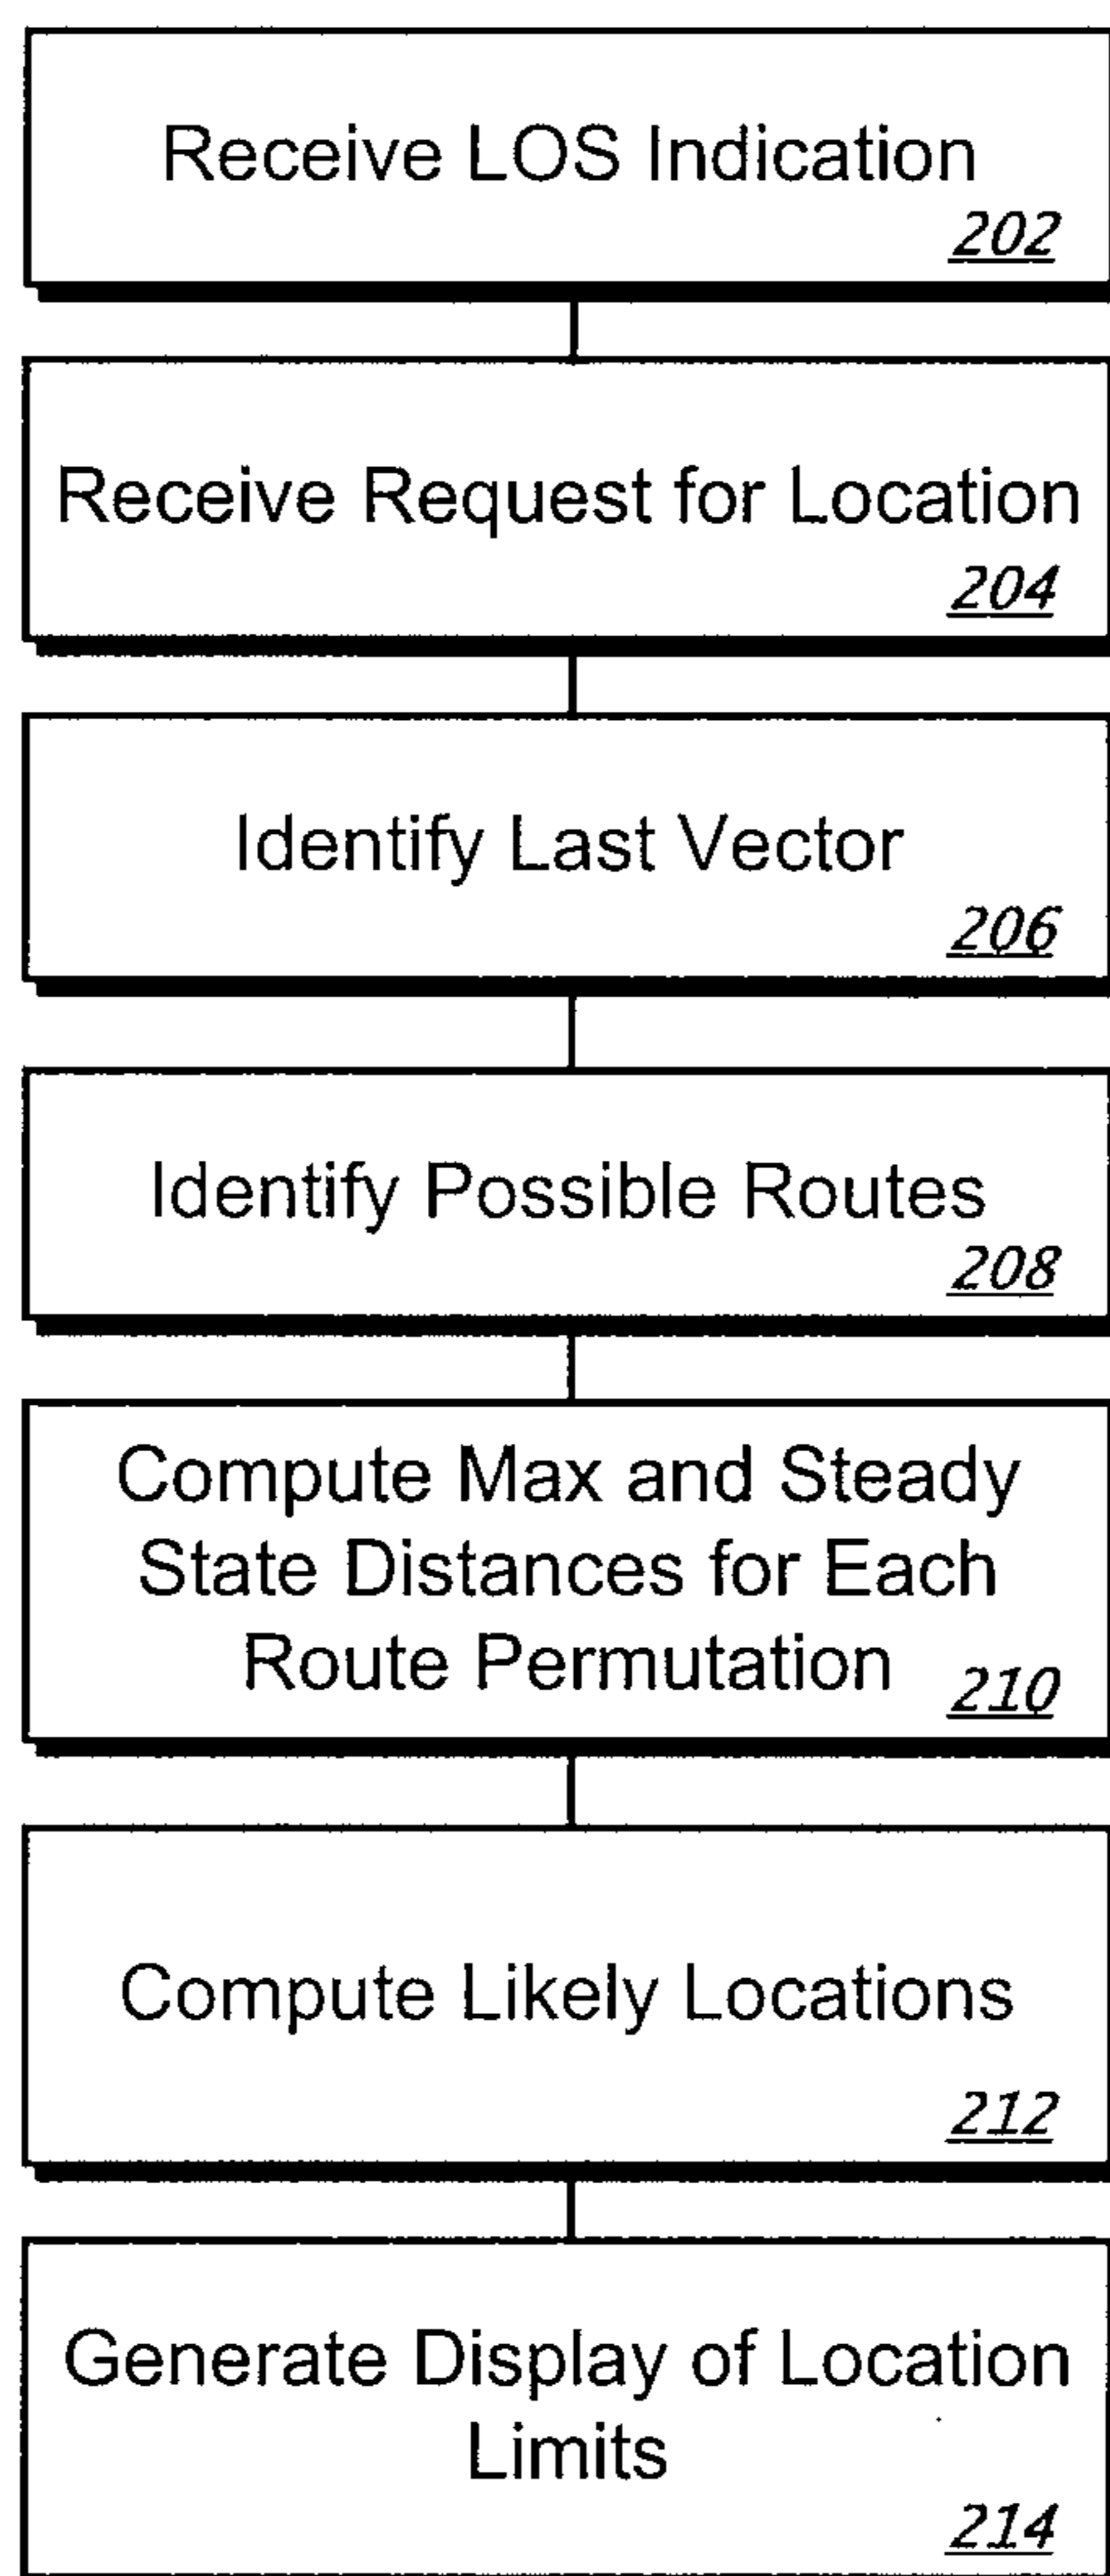 Receive LOS Indication
202
Receive Request for Location
204
Identify Last Vector
206
Identify Possible Routes
208
Compute Max and Steady
State Distances for Each
Route Permutation
210
Compute Likely Locations
212
Generate Display of Location
Limits
214